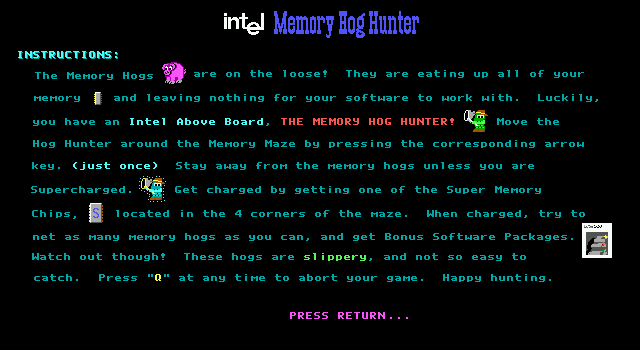 intel Memory Hog Hunter
INSTRUCTIONS:
The Memory Hogs are on the loose! They are eating up all of your
memory and leaving nothing for your software to work with. Luckily,
you have an Intel Above Board, THE MEMORY HOG HUNTER! Move the
Hog Hunter around the Memory Maze by pressing the corresponding arrow
key. (just once) Stay away from the memory hogs unless you are
Supercharged. Get charged by getting one of the Super Memory
Chips, S located in the 4 corners of the maze. When charged, try to
net as many memory hogs as you can, and get Bonus Software Packages.
Watch out though! These hogs are slippery, and not so easy to
catch. Press "Q" at any time to abort your game. Happy hunting.
PRESS RETURN...